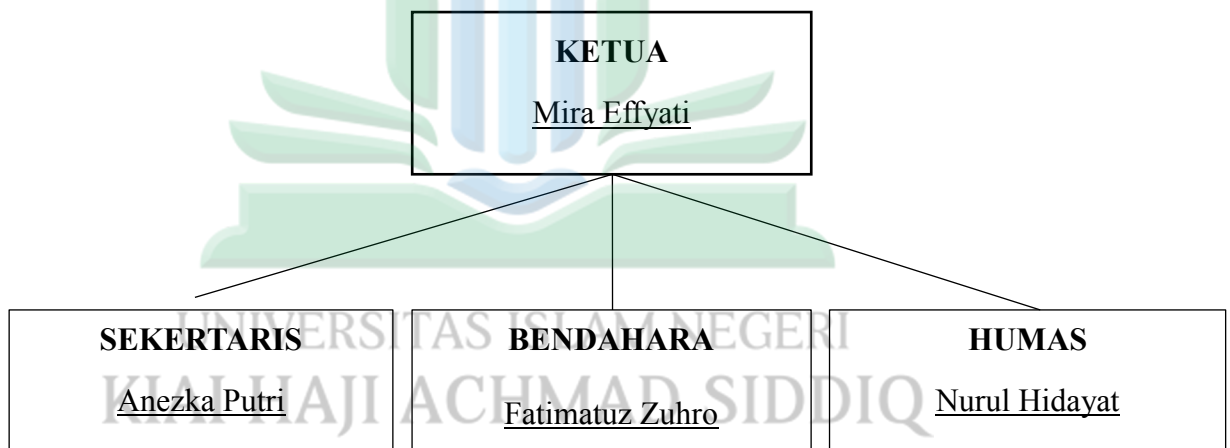 KETUA
Mira Effyati
SEKERTARIS
Anezka Putri
BENDAHARA
Fatimatuz Zuhro
HUMAS
Nurul Hidayat
UNIVERSITAS ISLAM NEGERI
KIAI HAJI ACHMAD SIDDIQ